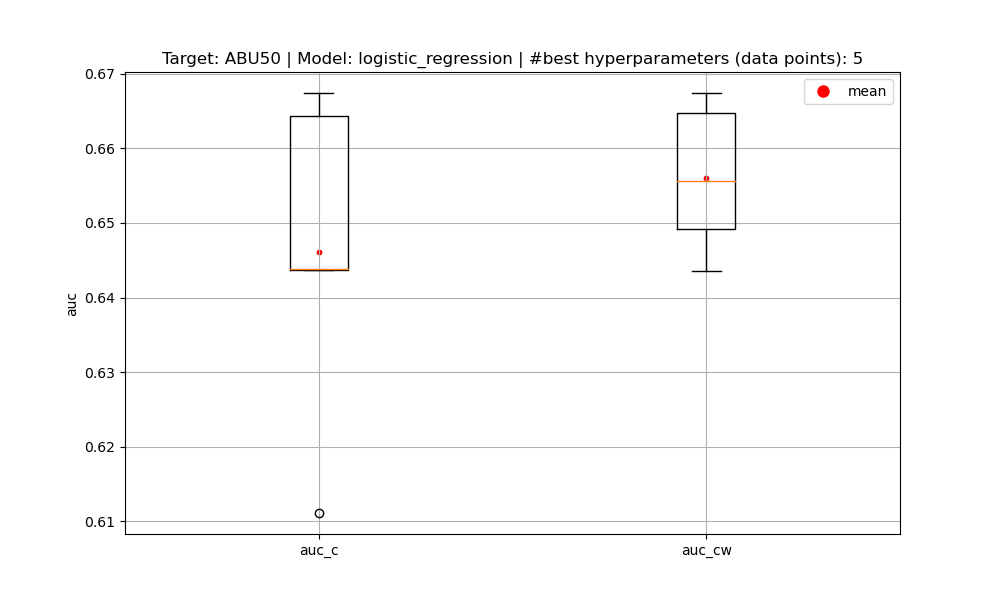 Target: ABU50 | Model: logistic_regression | #best hyperparameters (data points): 5
mean
auc
0.67
0.66
0.65
0.64
0.63
0.62
0.61
auc_c
auc_cw